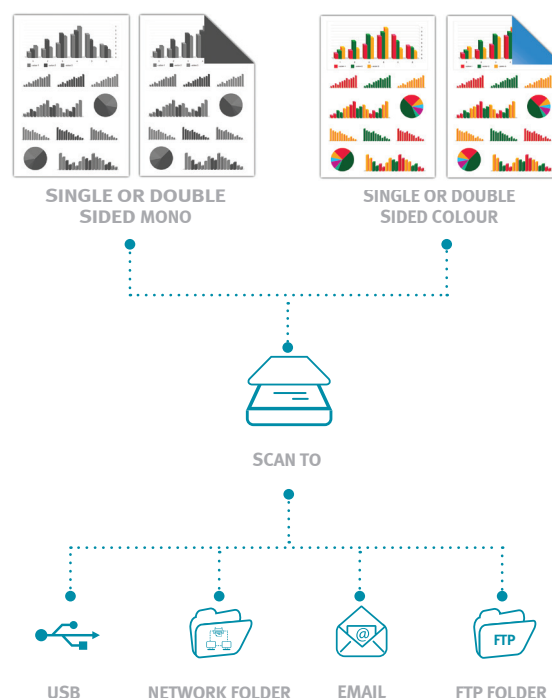 SINGLE OR DOUBLE
SIDED MONO
SINGLE OR DOUBLE
SIDED COLOUR
SCAN TO
@
FTP
USB
NETWORK FOLDER
EMAIL
FTP FOLDER